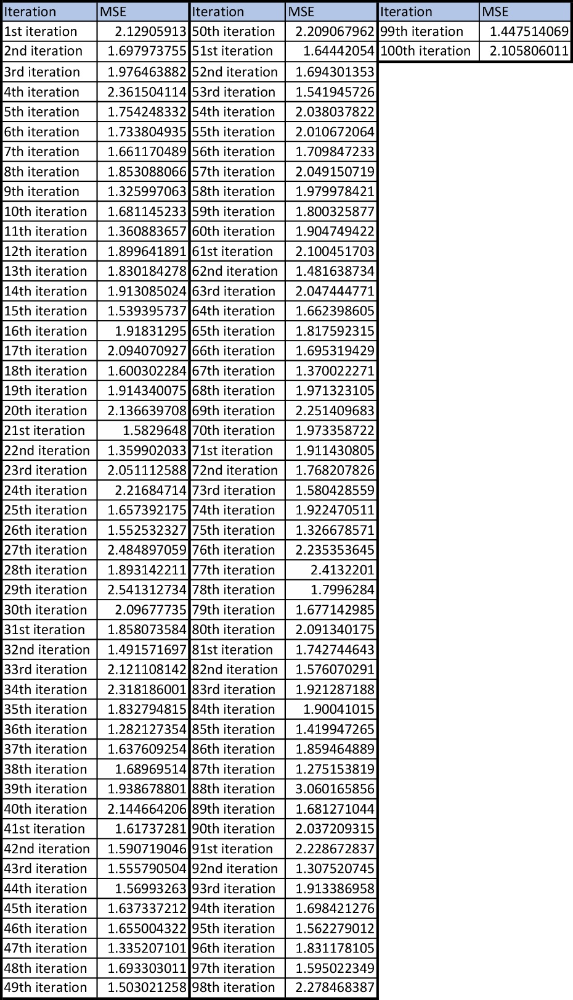 Iteration MSE Iteration MSE Iteration MSE
1st iteration 2.12905913 50th iteration 2.209067962 99th iteration 1.447514069
2nd iteration 1.697973755 51st iteration 1.64442054 100th iteration 2.105806011
3rd iteration 1.976463882 52nd iteration 1.694301353
4th iteration 2.361504114 53rd iteration 1.541945726
5th iteration 1.754248332 54th iteration 2.038037822
6th iteration 1.733804935 55th iteration 2.010672064
7th iteration 1.661170489 56th iteration 1.709847233
8th iteration 1.853088066 57th iteration 2.049150719
9th iteration 1.325997063 58th iteration 1.979978421
10th iteration 1.681145233 59th iteration 1.800325877
11th iteration 1.360883657 60th iteration 1.904749422
12th iteration 1.899641891 61st iteration 2.100451703
13th iteration 1.830184278 62nd iteration 1.481638734
14th iteration 1.913085024 63rd iteration 2.047444771
15th iteration 1.539395737 64th iteration 1.662398605
16th iteration 1.91831295 65th iteration 1.817592315
17th iteration 2.094070927 66th iteration 1.695319429
18th iteration 1.600302284 67th iteration 1.370022271
19th iteration 1.914340075 68th iteration 1.971323105
20th iteration 2.136639708 69th iteration 2.251409683
21st iteration 1.5829648 70th iteration 1.973358722
22nd iteration 1.359902033 71st iteration 1.911430805
23rd iteration 2.051112588 72nd iteration 1.768207826
24th iteration 2.21684714 73rd iteration 1.580428559
25th iteration 1.657392175 74th iteration 1.922470511
26th iteration 1.552532327 75th iteration 1.326678571
27th iteration 2.484897059 76th iteration 2.235353645
28th iteration 1.893142211 77th iteration 2.4132201
29th iteration 2.541312734 78th iteration 1.7996284
30th iteration 2.09677735 79th iteration 1.677142985
31st iteration 1.858073584 80th iteration 2.091340175
32nd iteration 1.491571697 81st iteration 1.742744643
33rd iteration 2.121108142 82nd iteration 1.576070291
34th iteration 2.318186001 83rd iteration 1.921287188
35th iteration 1.832794815 84th iteration 1.90041015
36th iteration 1.282127354 85th iteration 1.419947265
37th iteration 1.637609254 86th iteration 1.859464889
38th iteration 1.68969514 87th iteration 1.275153819
39th iteration 1.938678801 88th iteration 3.060165856
40th iteration 2.144664206 89th iteration 1.681271044
41st iteration 1.61737281 90th iteration 2.037209315
42nd iteration 1.590719046 91st iteration 2.228672837
43rd iteration 1.555790504 92nd iteration 1.307520745
44th iteration 1.56993263 93rd iteration 1.913386958
45th iteration 1.637337212 94th iteration 1.698421276
46th iteration 1.655004322 95th iteration 1.562279012
47th iteration 1.335207101 96th iteration 1.831178105
48th iteration 1.693303011 97th iteration 1.595022349
49th iteration 1.503021258 98th iteration 2.278468387